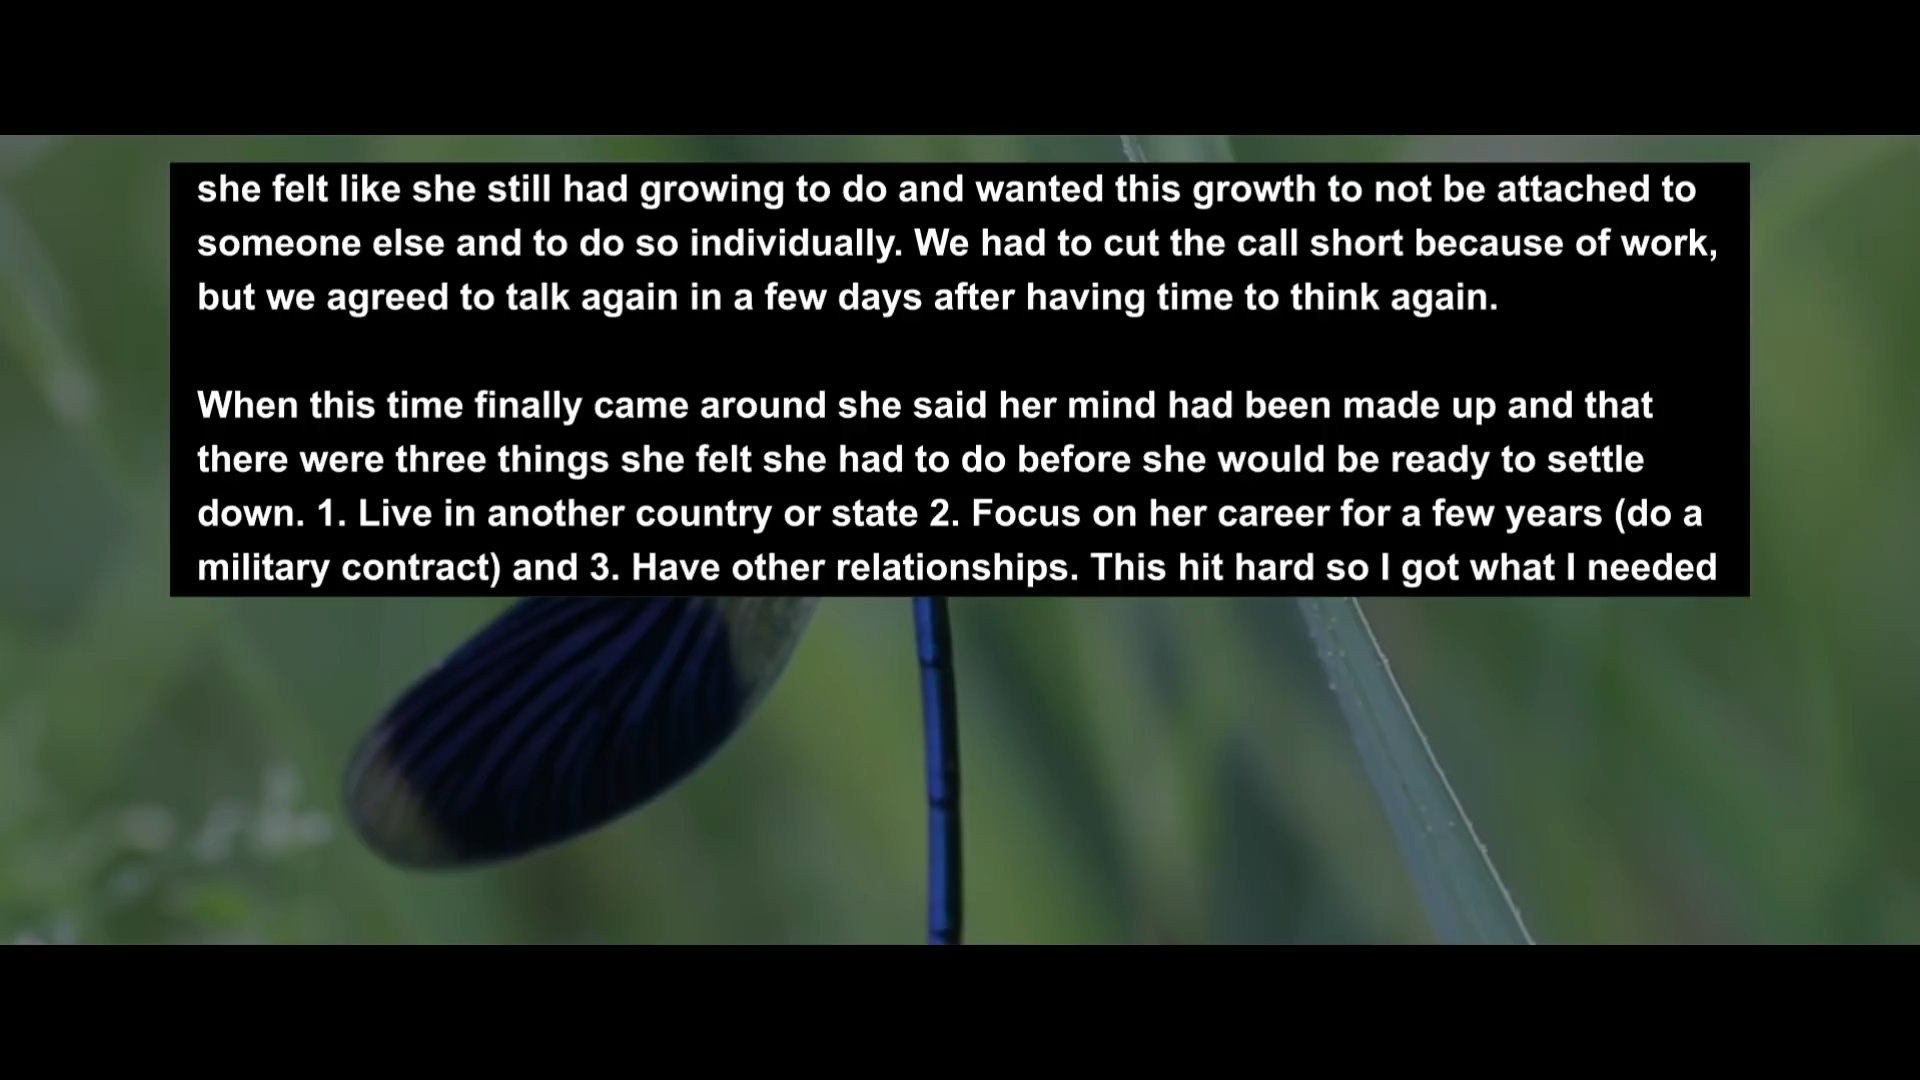 she felt like she still had growing to do and wanted this growth to not be attached to
someone else and to do so individually. We had to cut the call short because of work,
but we agreed to talk again in a few days after having time to think again.
When this time finally came around she said her mind had been made up and that
there were three things she felt she had to do before she would be ready to settle
down. 1. Live in another country or state 2. Focus on her career for a few years (do a
military contract) and 3. Have other relationships. This hit hard so I got what I needed